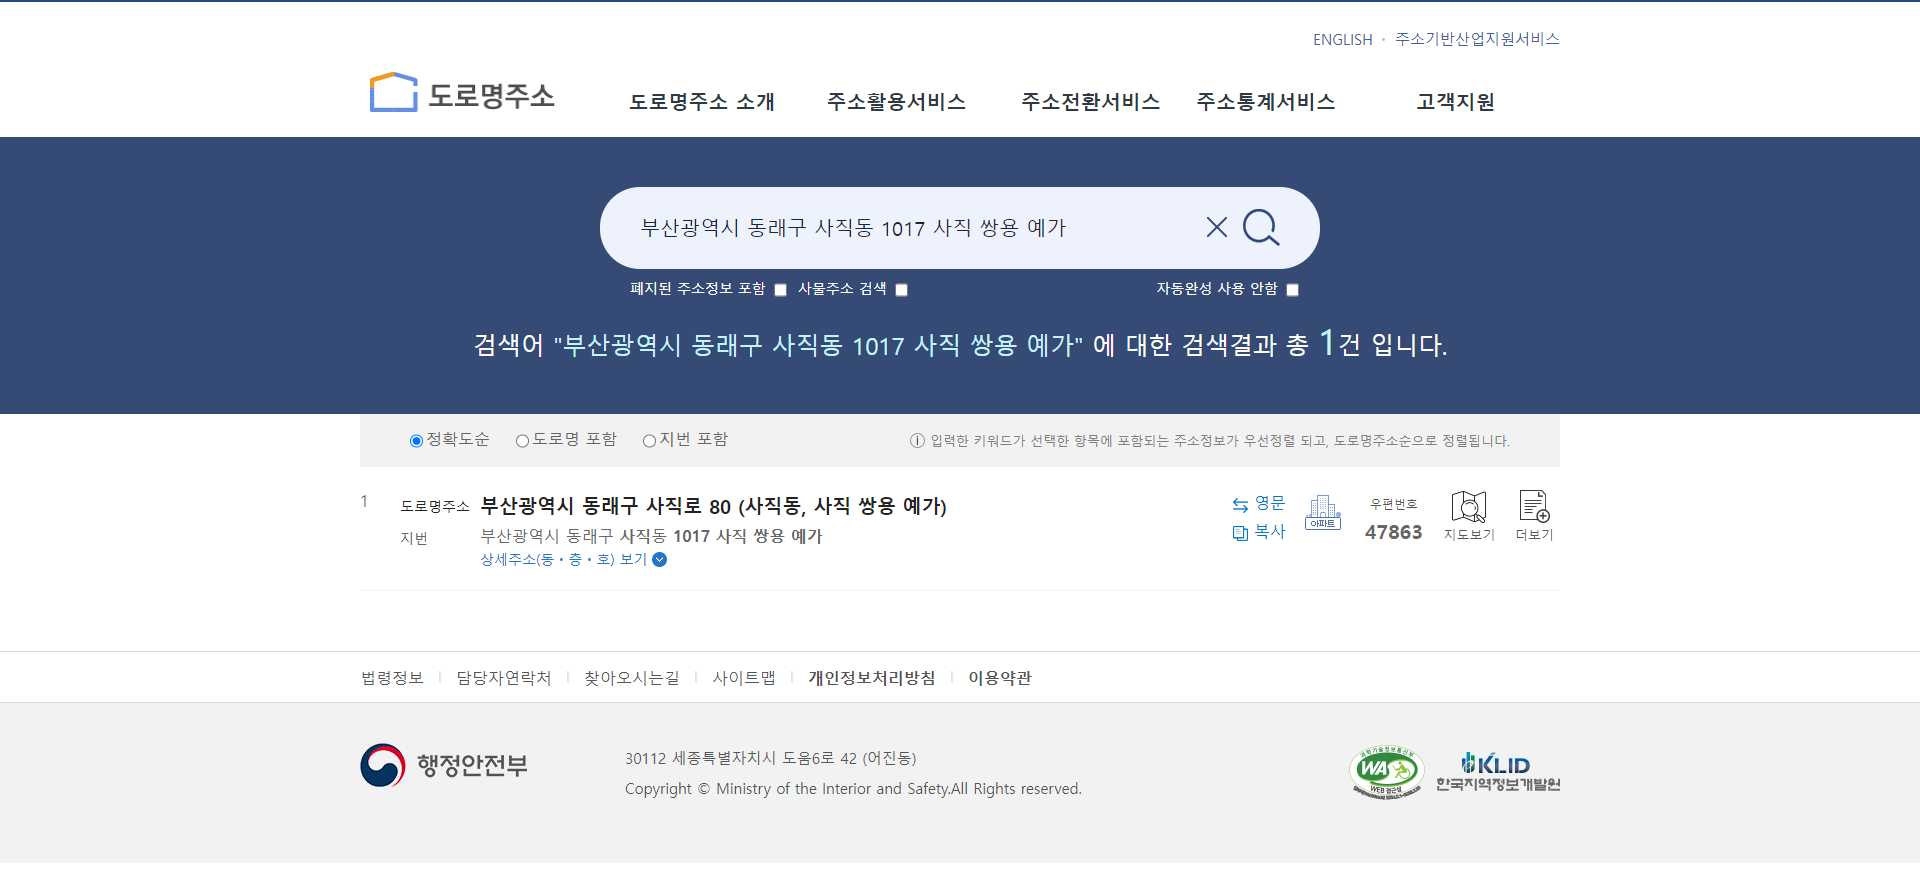 ENGLISH • 주소기반산업지원서비스
도로명주소
도로명주소 소개 주소활용서비스 주소전환서비스 주소통계서비스 고객지원
부산광역시 동래구 사직동 1017 사직 쌍용 예가
폐지된 주소정보 포함 사물주소 검색 자동완성 사용 안함
검색어 "부산광역시 동래구 사직동 1017 사직 쌍용 예가" 에 대한 검색결과 총 1건 입니다.
정확도순 도로명 포함 지번 포함 입력한 키워드가 선택한 항목에 포함되는 주소정보가 우선정렬 되고, 도로명주소순으로 정렬됩니다.
1 도로명주소 부산광역시 동래구 사직로 80 (사직동, 사직 쌍용 예가)
지번 부산광역시 동래구 사직동 1017 사직 쌍용 예가
상세주소(동・층・호) 보기
영문
복사
아파트
우편번호
47863
지도보기
더보기
법령정보 담당자연락처 찾아오시는길 사이트맵 개인정보처리방침 이용약관
행정안전부
30112 세종특별자치시 도움6로 42 (어진동)
Copyright © Ministry of the Interior and Safety.All Rights reserved.
과학기술정보통신부
WA
WEB 접근성
KLID
한국지역정보개발원